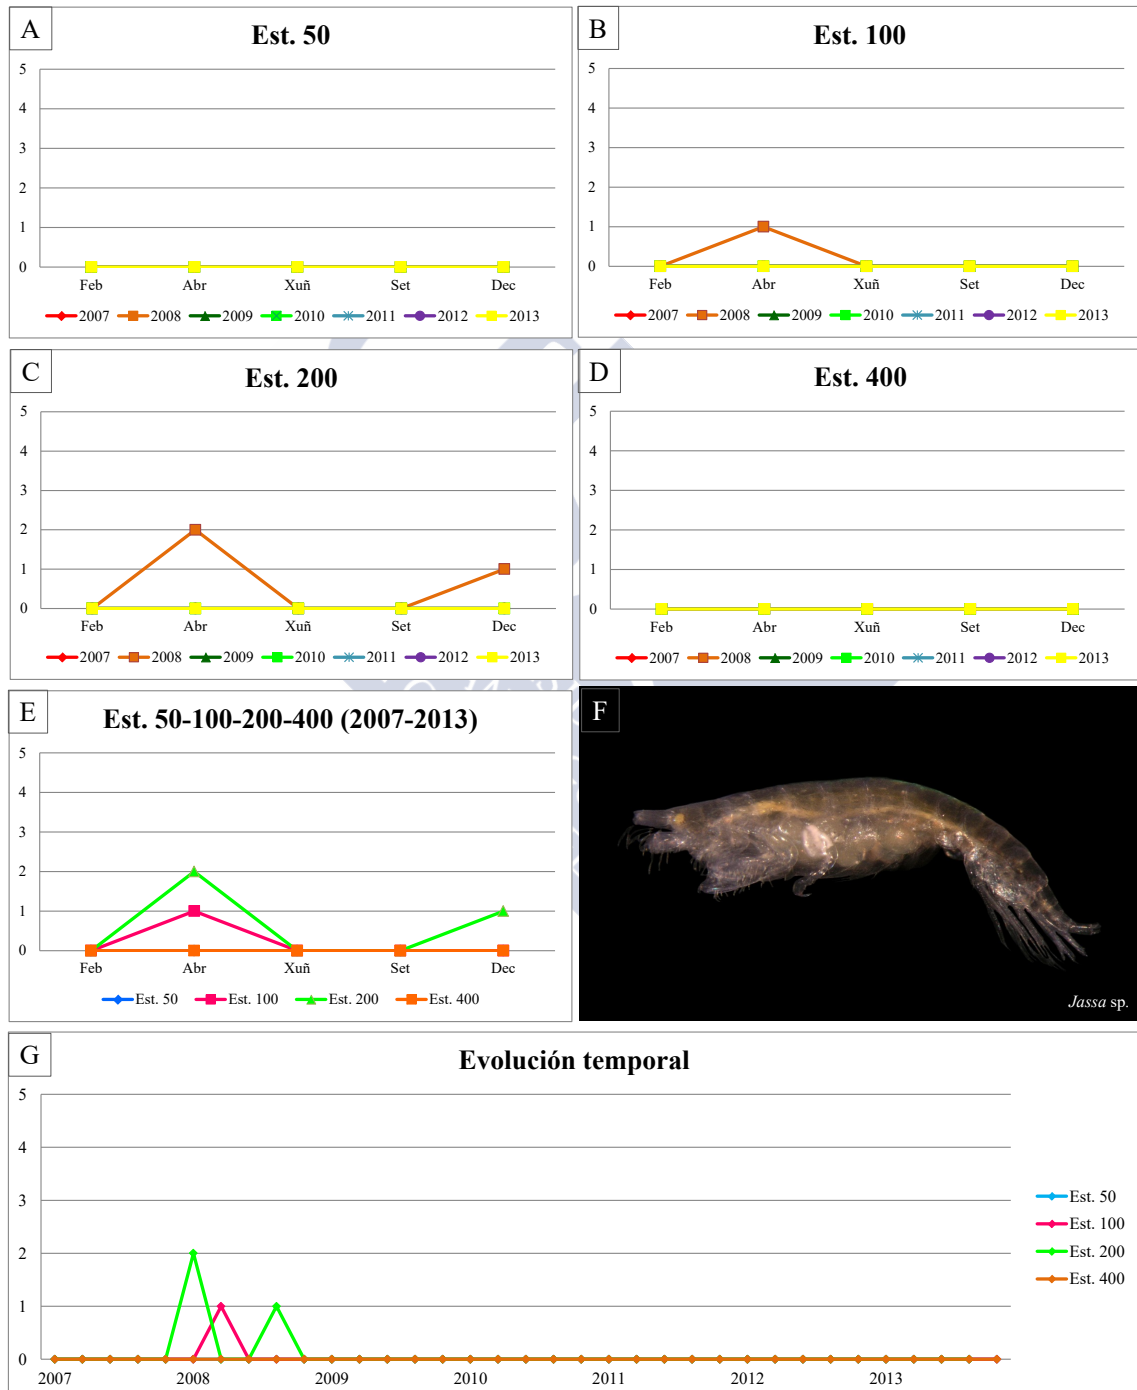 A
Est. 50
5
4
3
2
1
0
Feb Abr Xuñ Set Dec
2007 2008 2009 2010 2011 2012 2013
B
Est. 100
5
4
3
2
1
0
Feb Abr Xuñ Set Dec
2007 2008 2009 2010 2011 2012 2013
C
Est. 200
5
4
3
2
1
0
Feb Abr Xuñ Set Dec
2007 2008 2009 2010 2011 2012 2013
D
Est. 400
5
4
3
2
1
0
Feb Abr Xuñ Set Dec
2007 2008 2009 2010 2011 2012 2013
E
Est. 50-100-200-400 (2007-2013)
5
4
3
2
1
0
Feb Abr Xuñ Set Dec
Est. 50 Est. 100 Est. 200 Est. 400
F
Jassa sp.
G
Evolución temporal
5
4
3
2
1
0
2007 2008 2009 2010 2011 2012 2013
Est. 50
Est. 100
Est. 200
Est. 400